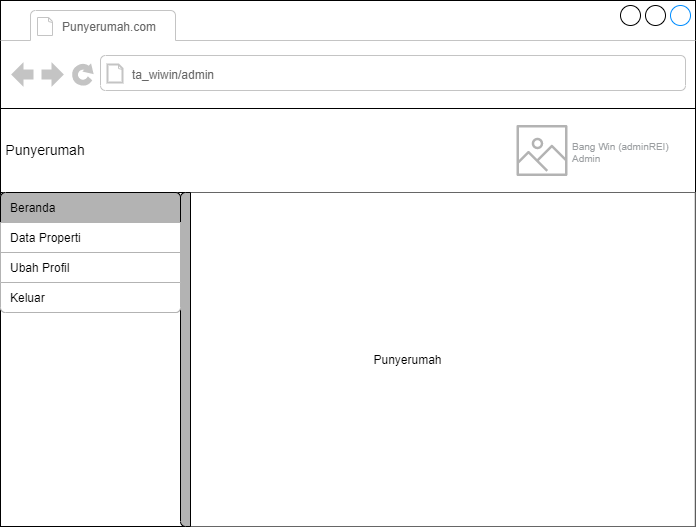 Punyerumah.com
ta_wiwin/admin
Punyerumah
Bang Win (adminREI)
Admin
Beranda
Data Properti
Ubah Profil
Keluar
Punyerumah